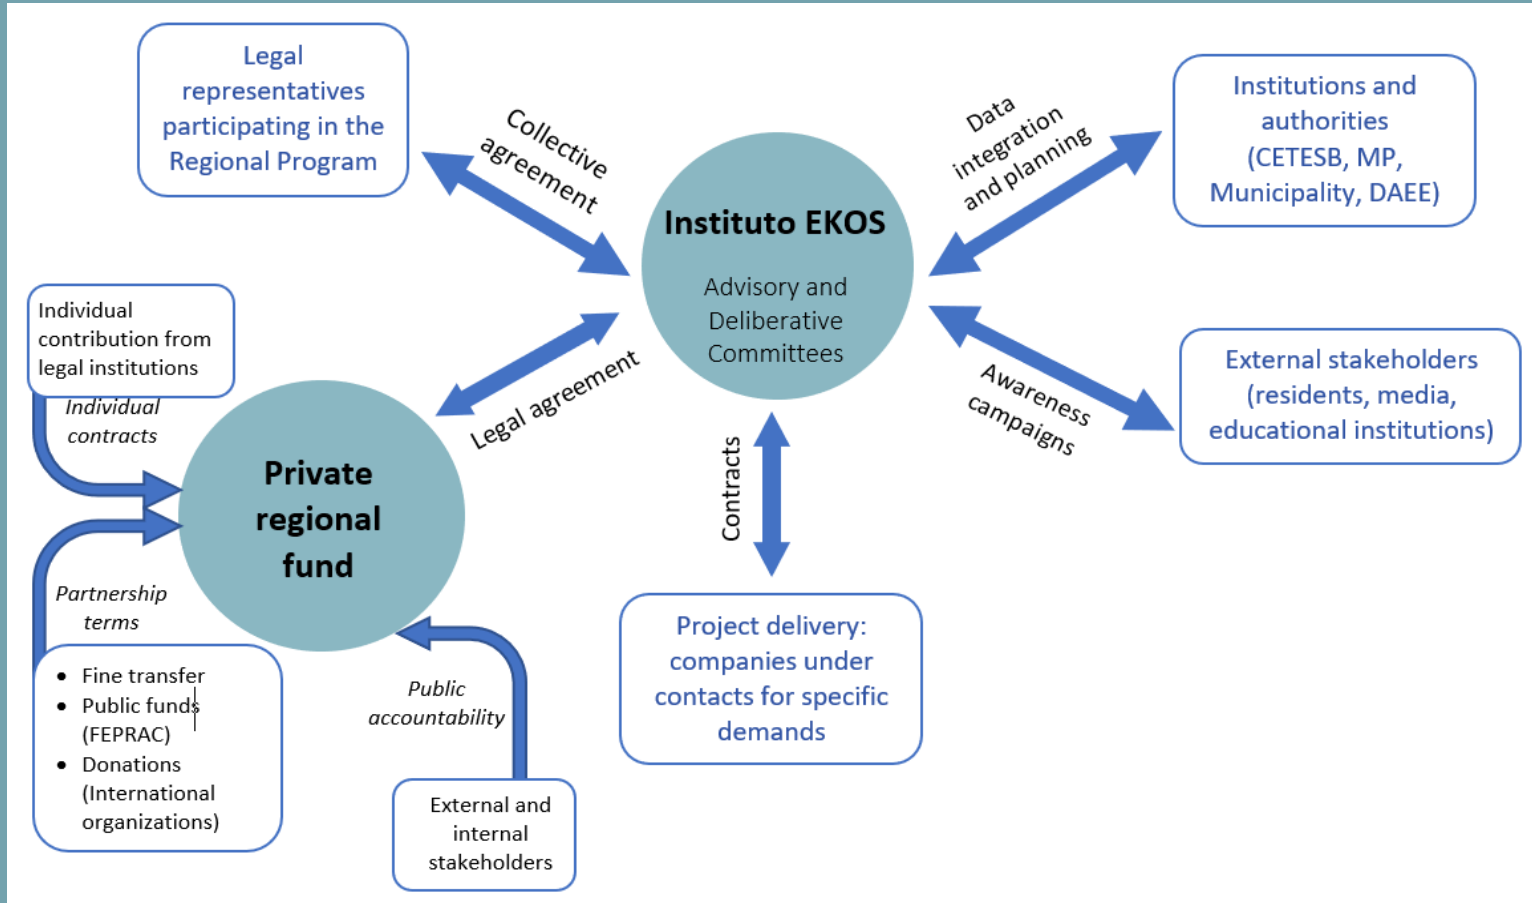 Legal
representatives
participating in the
Regional Program
Collective
agreement
Instituto EKOS
Advisory and
Deliberative
Committees
Data
integration
and planning
Institutions and
authorities
(CETESB, MP,
Municipality, DAEE)
Awareness
campaigns
External stakeholders
(residents, media,
educational institutions)
Contracts
Project delivery:
companies under
contacts for specific
demands
Legal agreement
Private
regional
fund
Individual
contribution from
legal institutions
Individual
contracts
Partnership
terms
• Fine transfer
• Public funds
(FEPRAC)
• Donations
(International
organizations)
Public
accountability
External and
internal
stakeholders